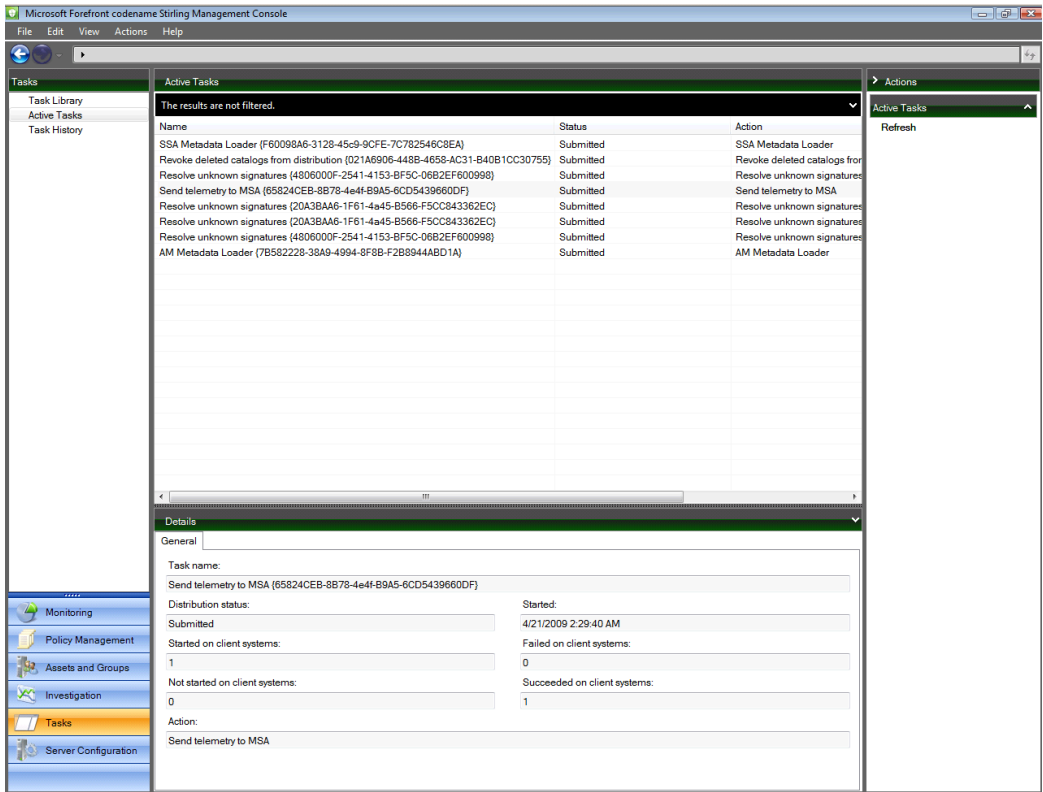 Microsoft Forefront codename Stirling Management Console
File Edit View Actions Help
Tasks
Task Library
Active Tasks
Task History
Active Tasks
The results are not filtered.
Name Status Action
SSA Metadata Loader {F60098A6-3128-45c9-9CFE-7C782546C8EA} Submitted SSA Metadata Loader
Revoke deleted catalogs from distribution {021A6906-448B-4658-AC31-B40B1CC30755} Submitted Revoke deleted catalogs fror
Resolve unknown signatures {4806000F-2541-4153-BF5C-06B2EF600998} Submitted Resolve unknown signatures
Send telemetry to MSA {65824CEB-8B78-4e4f-B9A5-6CD5439660DF} Submitted Send telemetry to MSA
Resolve unknown signatures {20A3BAA6-1F61-4a45-B566-F5CC843362EC} Submitted Resolve unknown signatures
Resolve unknown signatures {20A3BAA6-1F61-4a45-B566-F5CC843362EC} Submitted Resolve unknown signatures
Resolve unknown signatures {4806000F-2541-4153-BF5C-06B2EF600998} Submitted Resolve unknown signatures
AM Metadata Loader {7B582228-38A9-4994-8F8B-F2B8944ABD1A} Submitted AM Metadata Loader
Actions
Active Tasks
Refresh
Details
General
Task name:
Send telemetry to MSA {65824CEB-8B78-4e4f-B9A5-6CD5439660DF}
Distribution status: Started:
Submitted 4/21/2009 2:29:40 AM
Started on client systems: Failed on client systems:
1 0
Not started on client systems: Succeeded on client systems:
0 1
Action:
Send telemetry to MSA
Monitoring
Policy Management
Assets and Groups
Investigation
Tasks
Server Configuration